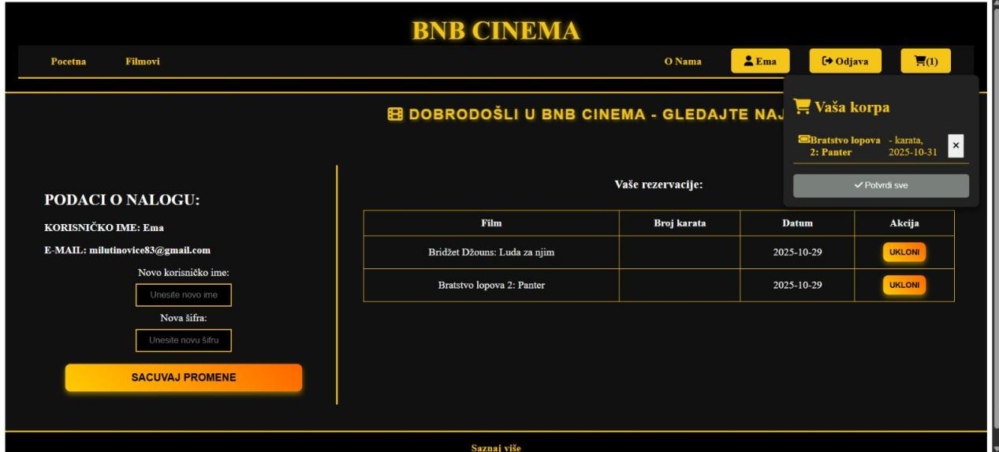 BNB CINEMA
Pocetna Filmovi O Nama Ema Odjava (1)
DOBRODOŠLI U BNB CINEMA - GLEDAJTE NAJ
Vaša korpa
Bratstvo lopova - karata,
2: Panter 2025-10-31
×
Potvrdi sve
PODACI O NALOGU:
KORISNIČKO IME: Ema
E-MAIL: milutinovice83@gmail.com
Novo korisničko ime:
Unesite novo ime
Nova šifra:
Unesite novu šifru
SACUVAJ PROMENE
Vaše rezervacije:
Film Broj karata Datum Akcija
Bridžet Džouns: Luda za njim 2025-10-29 UKLONI
Bratstvo lopova 2: Panter 2025-10-29 UKLONI
Saznaj više